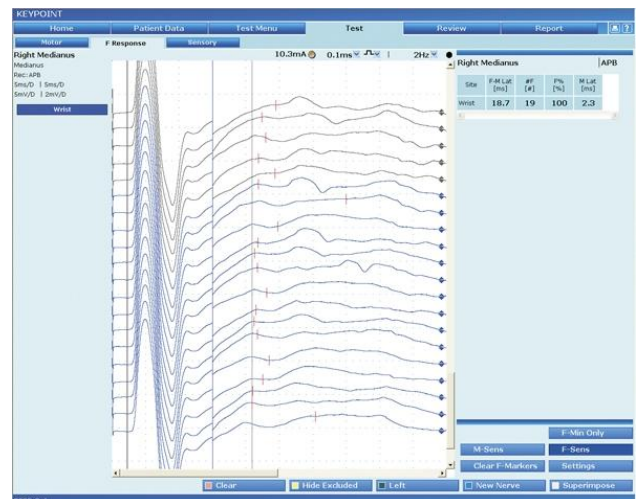 KEYPOINT
Home Patient Data Test Menu Test Review Report
Motor F Response Sensory
Right Medianus
10.3mA 0.1ms 2Hz
Medianus
Rec: APB
5ms/D | 5ms/D
5mV/D | 2mV/D
Wrist
Right Medianus |APB
Site F-M Lat [ms] #F [#] F% [%] M Lat [ms]
Wrist 18.7 19 100 2.3
F-Min Only
M-Sens F-Sens
Clear F-Markers Settings
Clear Hide Excluded Left New Nerve Superimpose